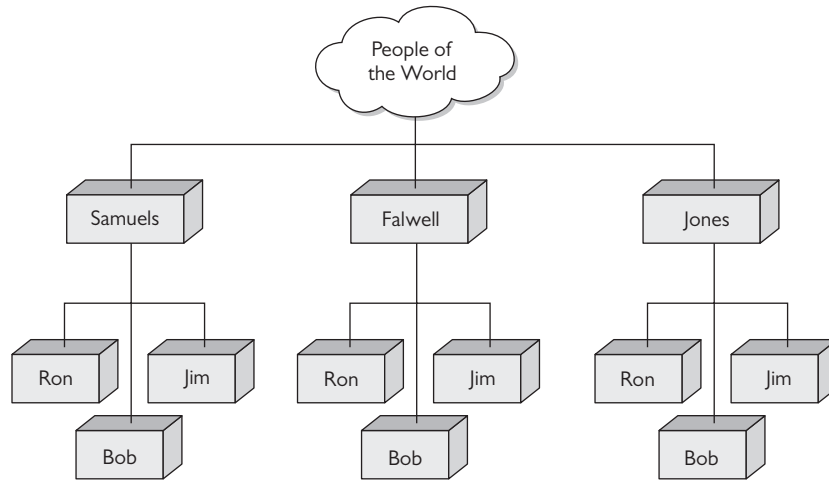 People of
the World
Samuels
Falwell
Jones
Ron
Jim
Ron
Jim
Ron
Jim
Bob
Bob
Bob